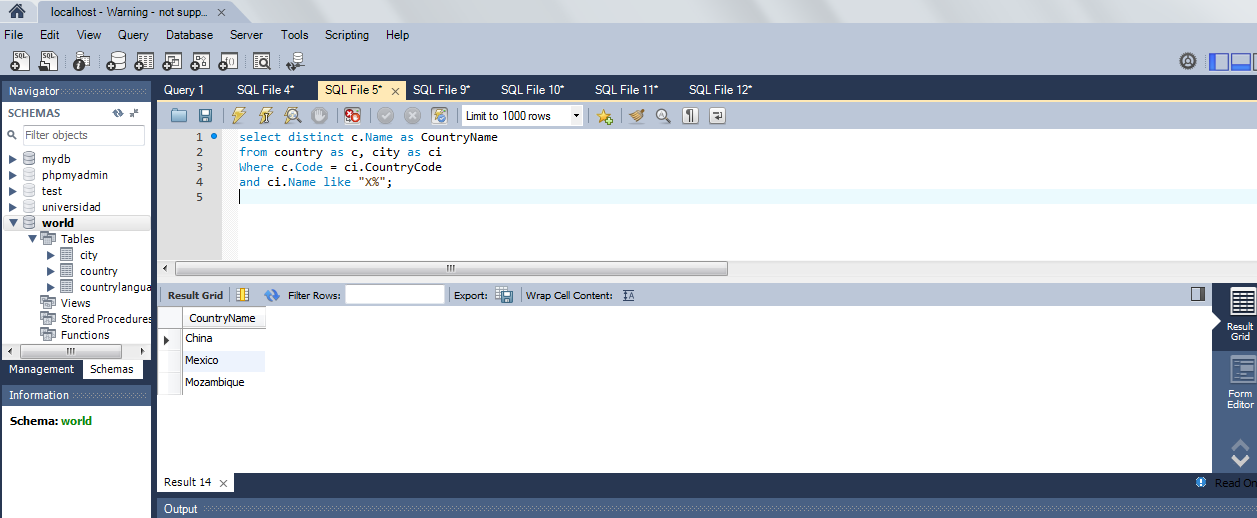 localhost - Warning - not supp...
File Edit View Query Database Server Tools Scripting Help
Navigator
SCHEMAS
Filter objects
mydb
phpmyadmin
test
universidad
world
Tables
city
country
countrylangua
Views
Stored Procedures
Functions
Management Schemas
Information
Schema: world
Query 1 SQL File 4* SQL File 5* SQL File 9* SQL File 10* SQL File 11* SQL File 12*
Limit to 1000 rows
1 select distinct c.Name as CountryName
2 from country as c, city as ci
3 Where c.Code = ci.CountryCode
4 and ci.Name like "X%";
5
Result Grid Filter Rows: Export: Wrap Cell Content:
CountryName
China
Mexico
Mozambique
Result
Grid
Form
Editor
Result 14
Read On
Output